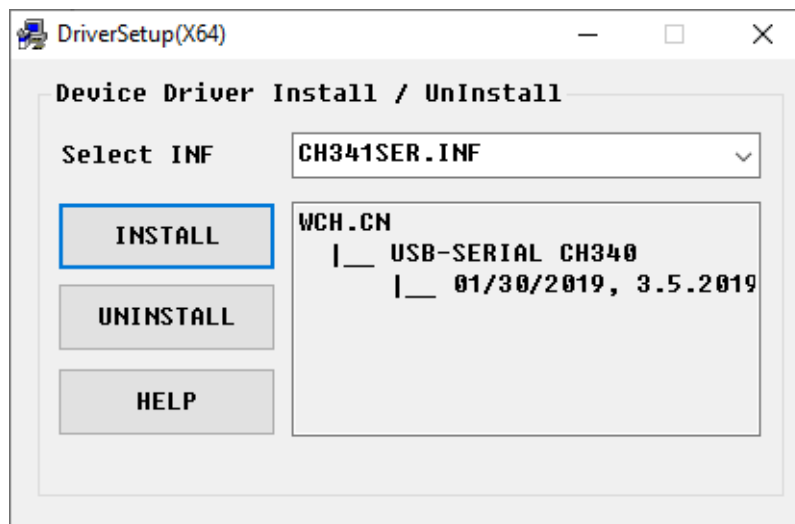 DriverSetup(X64)
Device Driver Install / UnInstall
Select INF
CH341SER.INF
INSTALL
UNINSTALL
HELP
WCH.CN
|__ USB-SERIAL CH340
|__ 01/30/2019, 3.5.2019